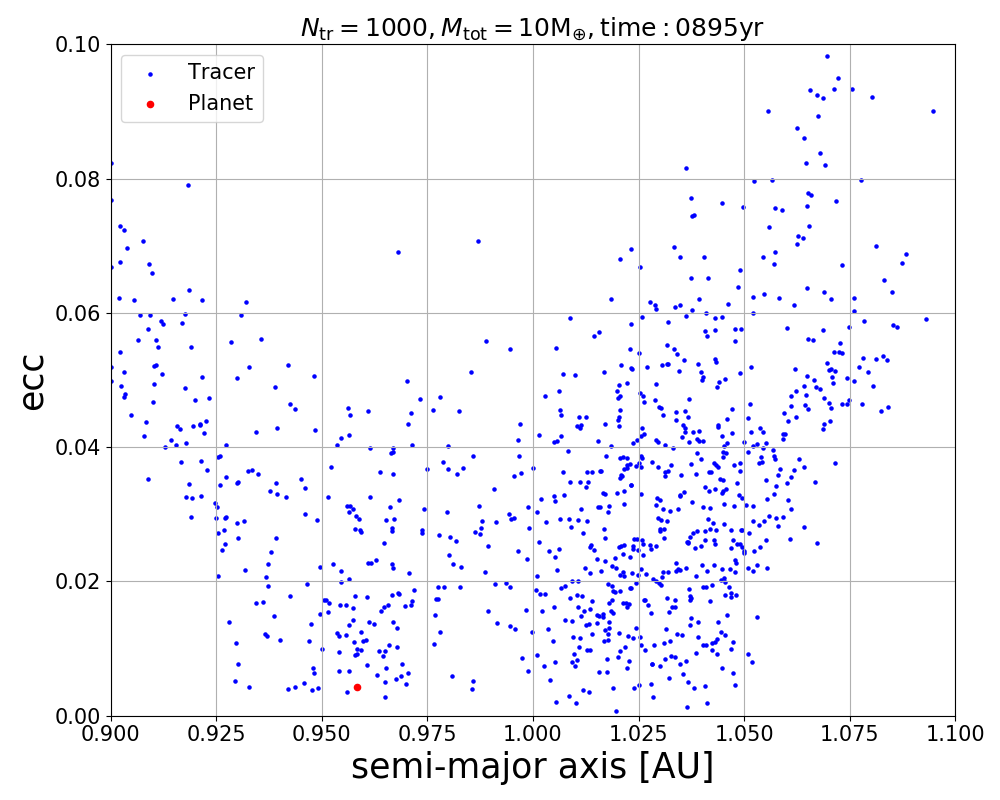 N_tr = 1000, M_tot = 10M_⊕, time : 0895yr
Tracer
Planet
ecc
0.10
0.08
0.06
0.04
0.02
0.00
0.900 0.925 0.950 0.975 1.000 1.025 1.050 1.075 1.100
semi-major axis [AU]